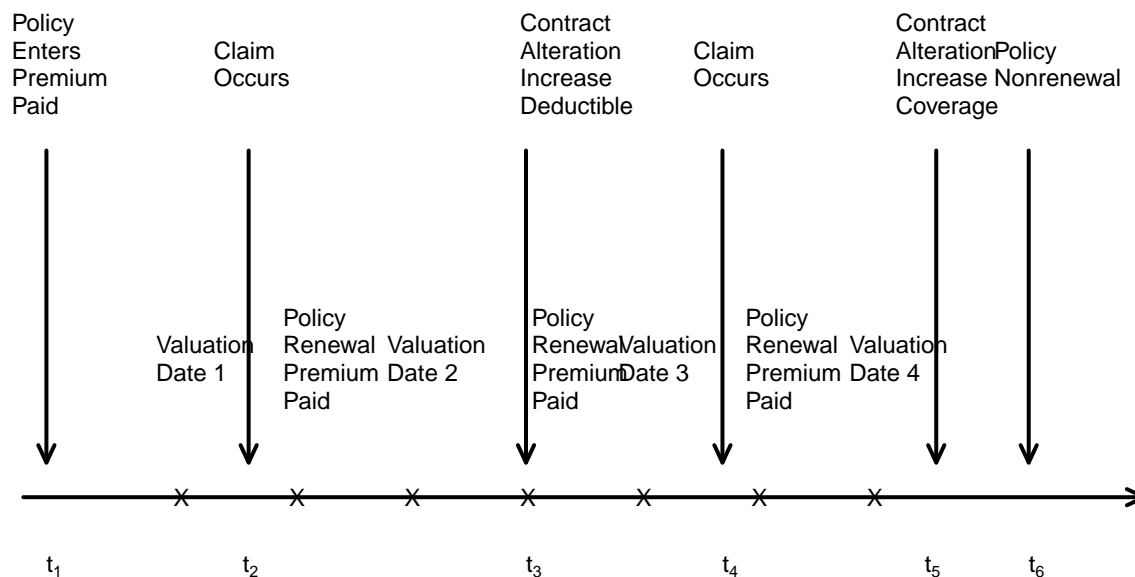 Policy
Enters
Premium
Paid
Claim
Occurs
Contract
Alteration
Increase
Deductible
Claim
Occurs
Contract
Alteration
Increase
Coverage
Policy
Nonrenewal
Valuation
Date 1
Policy
Renewal
Premium
Paid
Valuation
Date 2
Policy
Renewal
Premium
Paid
Valuation
Date 3
Policy
Renewal
Premium
Paid
Valuation
Date 4
X X X X X X X
t1 t2 t3 t4 t5 t6